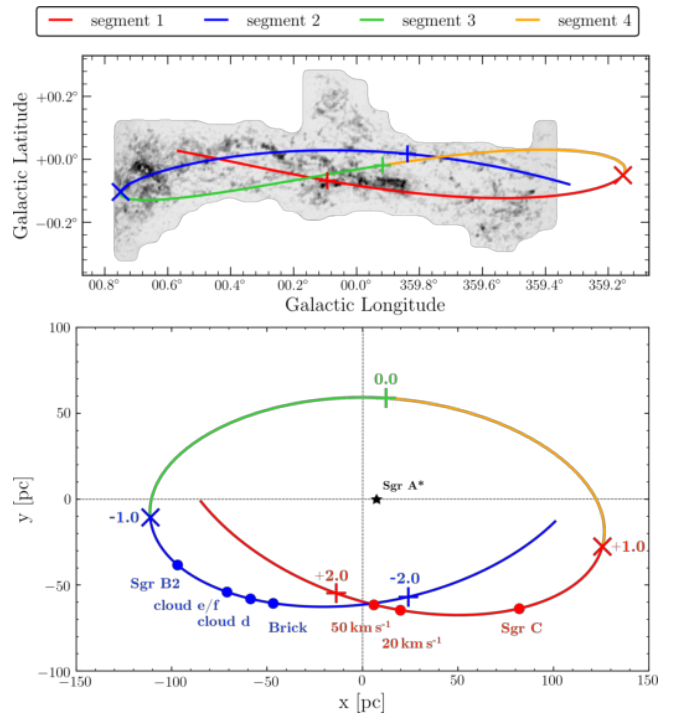 segment 1 segment 2 segment 3 segment 4
Galactic Latitude
+00.2°
+00.0°
−00.2°
00.8° 00.6° 00.4° 00.2° 00.0° 359.8° 359.6° 359.4° 359.2°
Galactic Longitude
y [pc]
100
50
0
−50
−100
0.0
Sgr A*
-1.0
+1.0
+2.0
-2.0
Sgr B2
cloud e/f
cloud d
Brick
50 km s⁻¹
20 km s⁻¹
Sgr C
−150 −100 −50 0 50 100 150
x [pc]